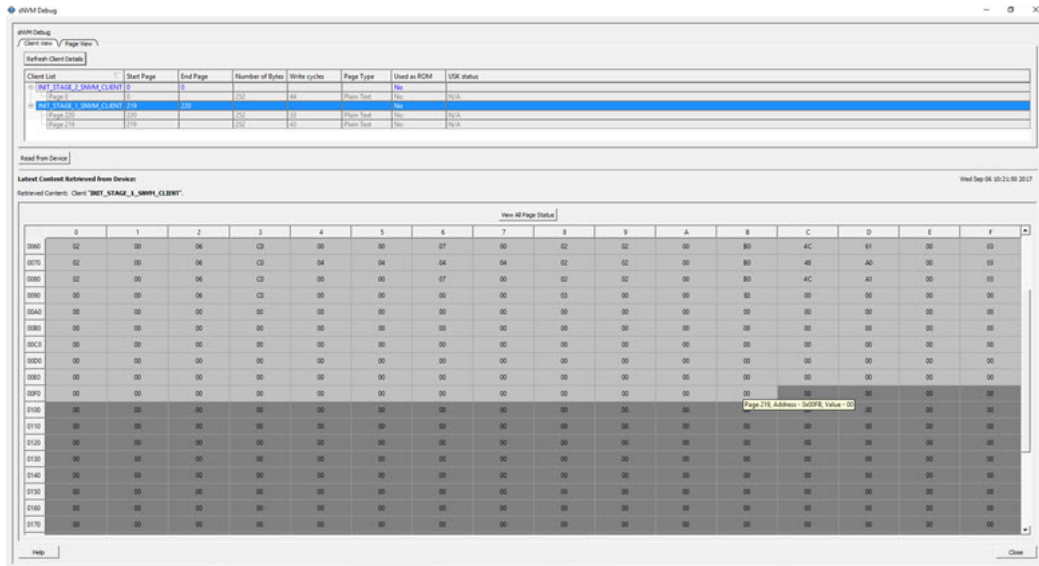 sNVM Debug
sNVM Debug
Client View Page View
Refresh Client Details
Client List Start Page End Page Number of Bytes Write cycles Page Type Used as ROM USK status
INIT_STAGE_2_SNVM_CLIENT 0 0 No
Page 0 0 252 44 Plain Text No N/A
INIT_STAGE_1_SNVM_CLIENT 219 220 No
Page 220 220 252 Plain Text No N/A
Page 219 219 252 Plain Text No N/A
Read from Device
Latest Content Retrieved from Device: Wed Sep 06 10:21:50 2017
Retrieved Content: Client "INIT_STAGE_1_SNVM_CLIENT".
View All Page Status
0 1 2 3 4 5 6 7 8 9 A B C D E F
0060 02 00 06 C0 00 00 07 00 02 02 00 B0 4C 61 00 03
0070 02 00 06 C0 04 04 04 04 02 02 00 B0 48 A0 00 03
0080 02 00 06 C0 00 00 07 00 02 02 00 B0 4C A1 00 03
0090 00 00 06 C0 00 00 00 00 03 00 00 00 00 00 00
00A0 00 00 00 00 00 00 00 00 00 00 00 00 00 00 00 00
00B0 00 00 00 00 00 00 00 00 00 00 00 00 00 00 00 00
00C0 00 00 00 00 00 00 00 00 00 00 00 00 00 00 00 00
00D0 00 00 00 00 00 00 00 00 00 00 00 00 00 00 00 00
00E0 00 00 00 00 00 00 00 00 00 00 00 00 00 00 00 00
00F0 00 00 00 00 00 00 00 00 00 00 00 00 00 00 00 00
Page 219, Address - 0x00FB, Value - 00
0100 00 00 00 00 00 00 00 00 00 00 00 00 00 00 00
0110 00 00 00 00 00 00 00 00 00 00 00 00 00 00 00 00
0120 00 00 00 00 00 00 00 00 00 00 00 00 00 00 00 00
0130 00 00 00 00 00 00 00 00 00 00 00 00 00 00 00 00
0140 00 00 00 00 00 00 00 00 00 00 00 00 00 00 00 00
0150 00 00 00 00 00 00 00 00 00 00 00 00 00 00 00 00
0160 00 00 00 00 00 00 00 00 00 00 00 00 00 00 00 00
0170 00 00 00 00 00 00 00 00 00 00 00 00 00 00 00 00
Help Close